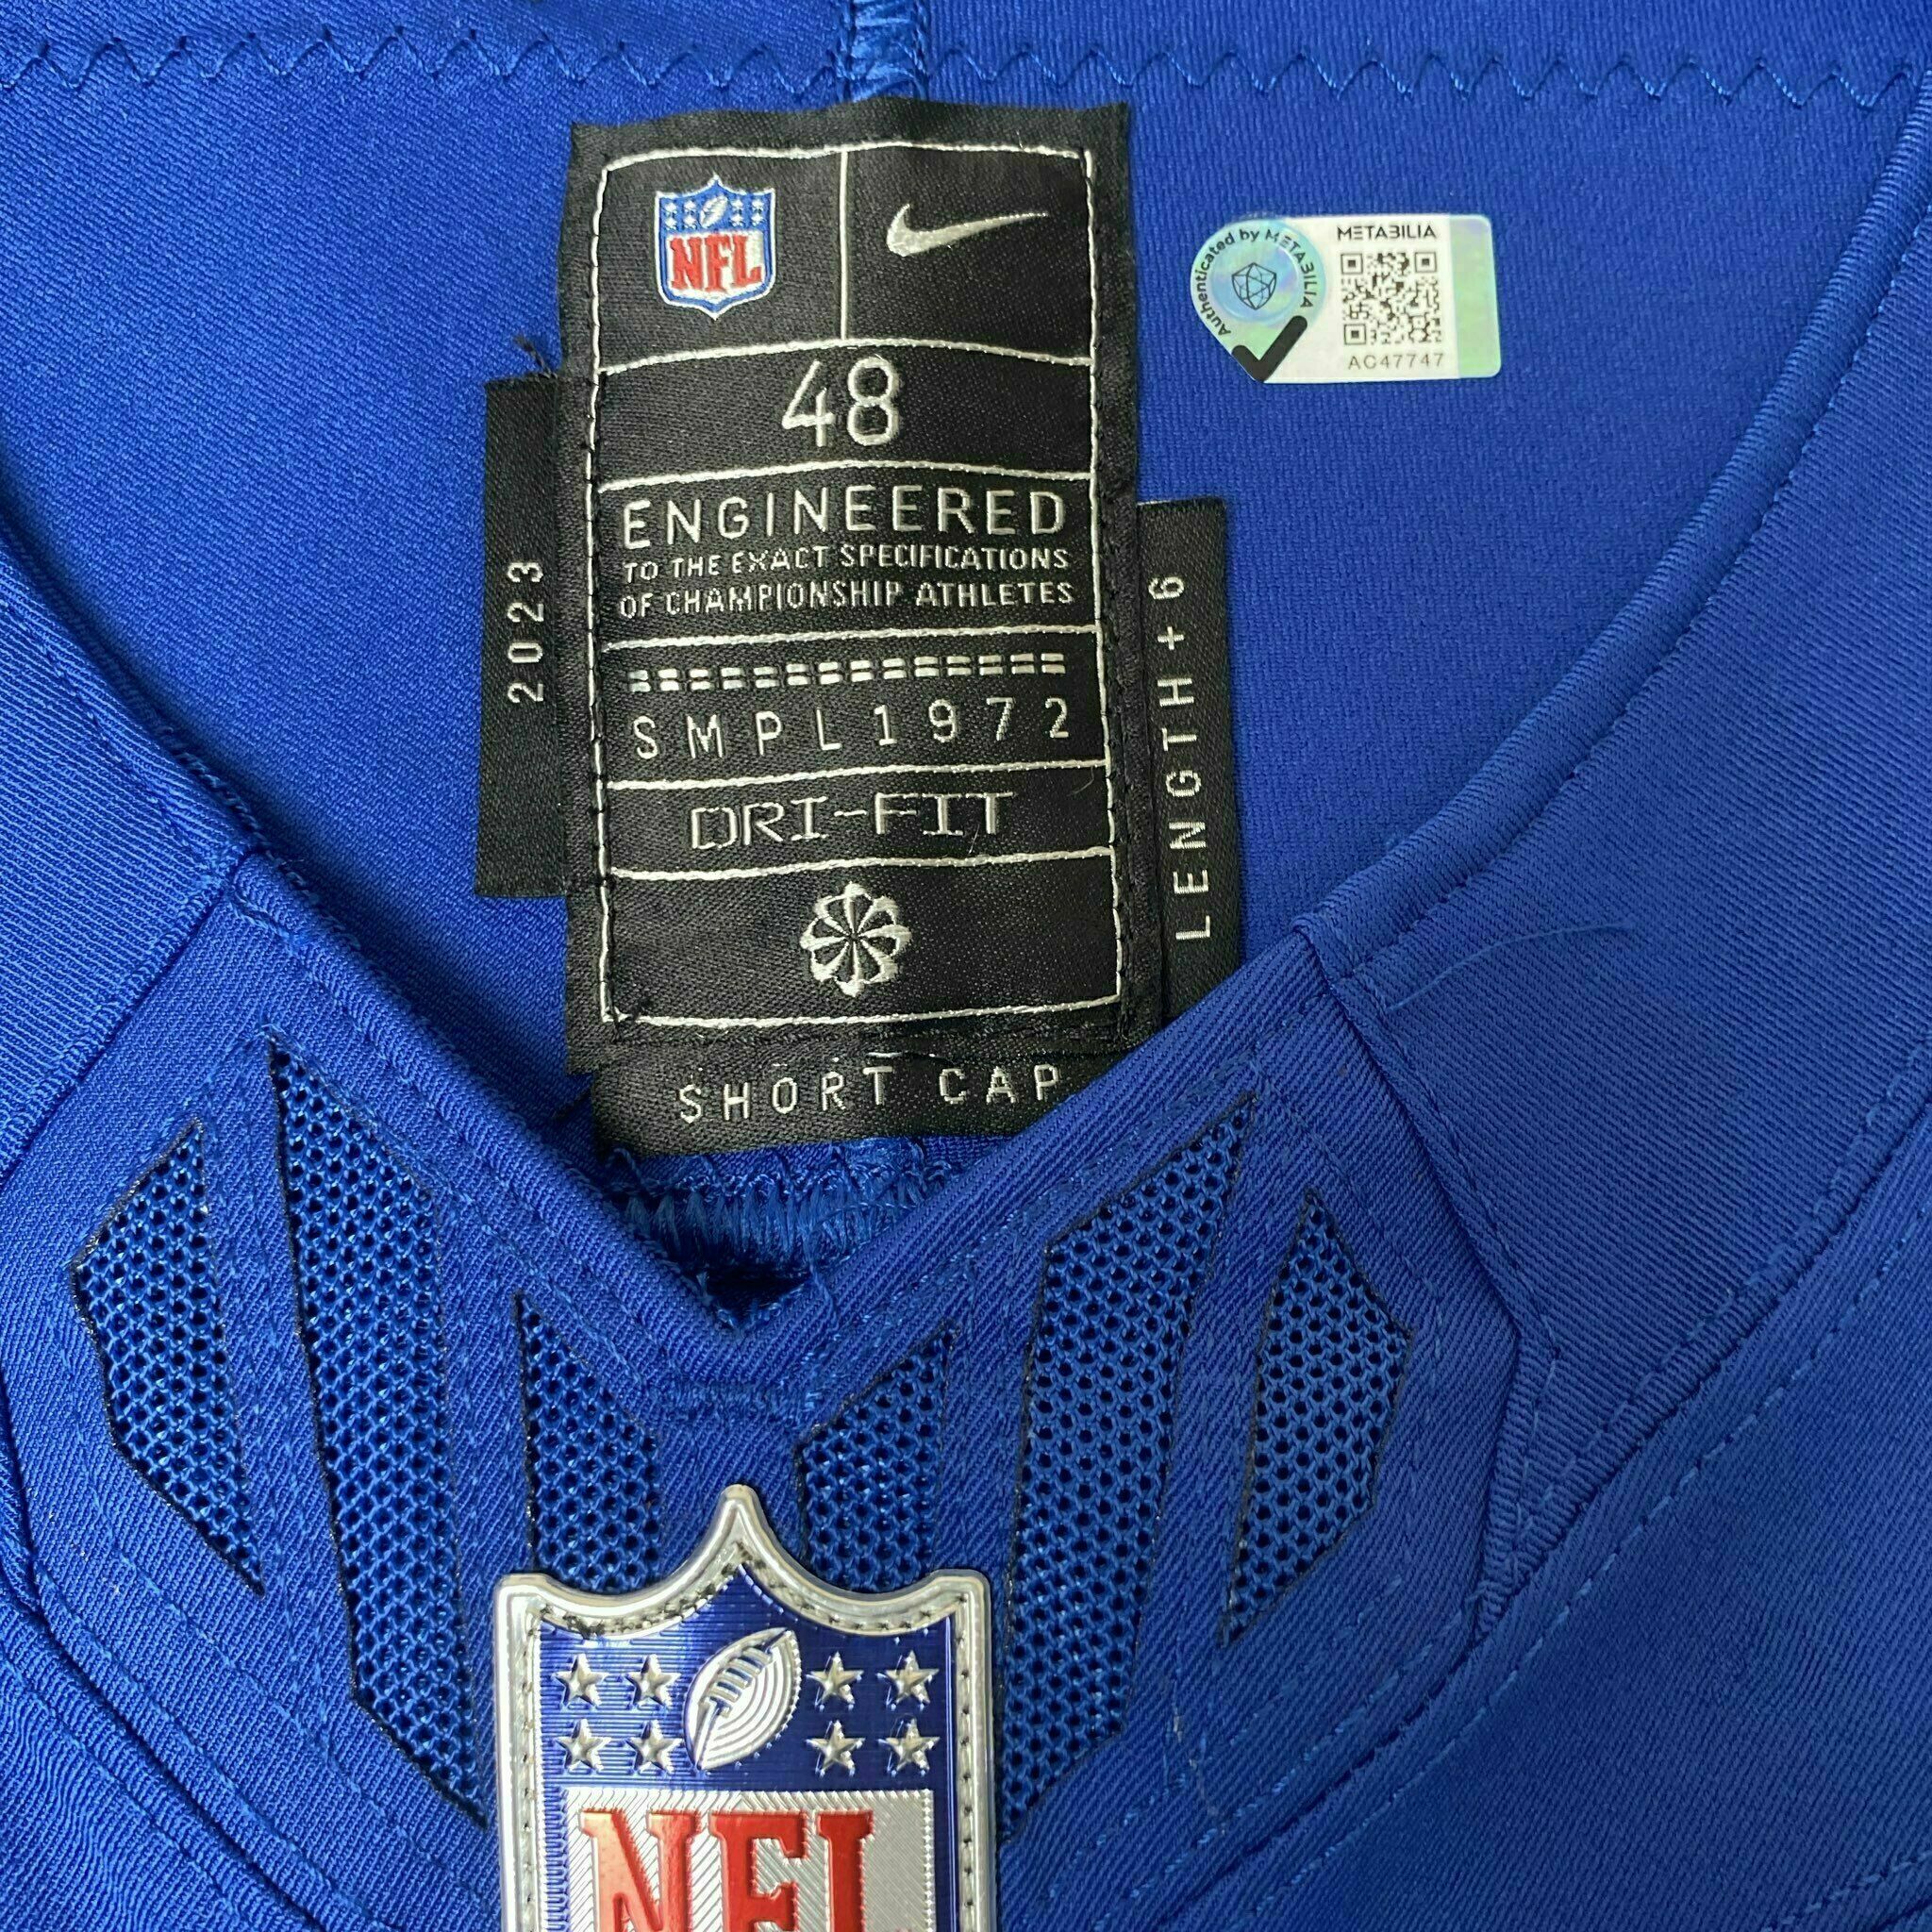 NFL
48
ENGINEERED
TO THE EXACT SPECIFICATIONS
OF CHAMPIONSHIP ATHLETES
SMPL1972
DRI-FIT
SHORT CAP
2023
LENGTH+6
Authenticated by METABILIA
METABILIA
AC47747
NFL